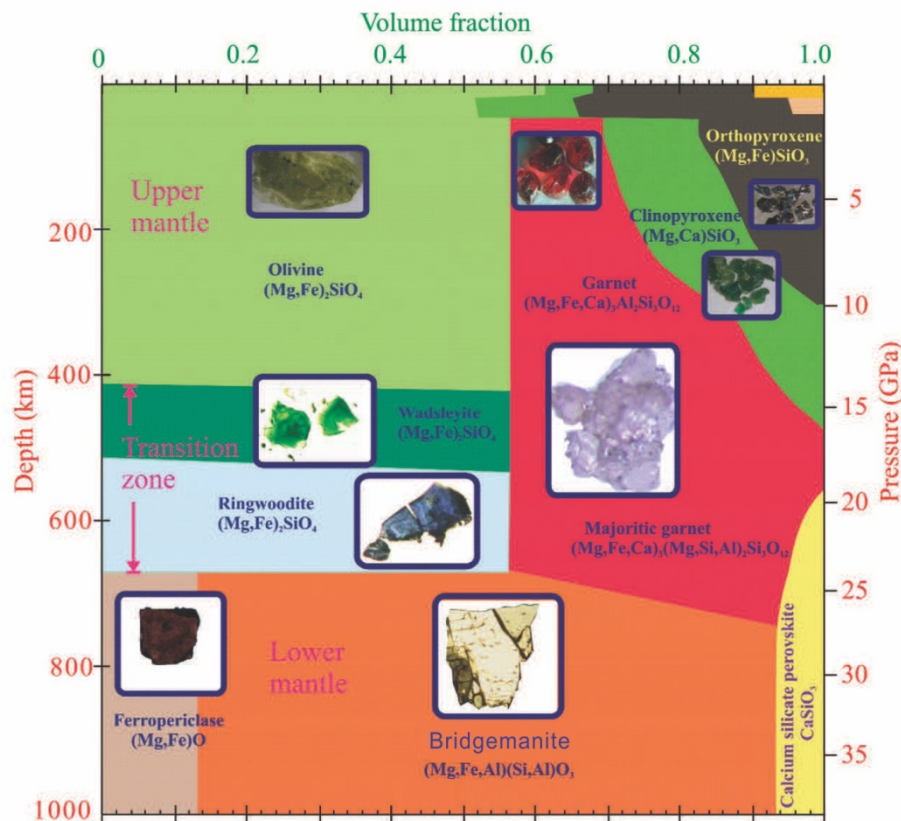 Volume fraction
0 0.2 0.4 0.6 0.8 1.0
Orthopyroxene
(Mg,Fe)SiO₃
Upper
mantle
5
200
Clinopyroxene
(Mg,Ca)SiO₃
Olivine
(Mg,Fe)₂SiO₄
Garnet
(Mg,Fe,Ca)₃Al₂Si₃O₁₂
10
400
Depth (km)
Pressure (GPa)
Wadsleyite
(Mg,Fe)₂SiO₄
15
Transition
zone
Ringwoodite
(Mg,Fe)₂SiO₄
20
600
Majoritic garnet
(Mg,Fe,Ca)₃(Mg,Si,Al)₂Si₃O₁₂
25
Lower
mantle
800
30
Ferropericlase
(Mg,Fe)O
Bridgemanite
(Mg,Fe,Al)(Si,Al)O₃
Calcium silicate perovskite
CaSiO₃
35
1000